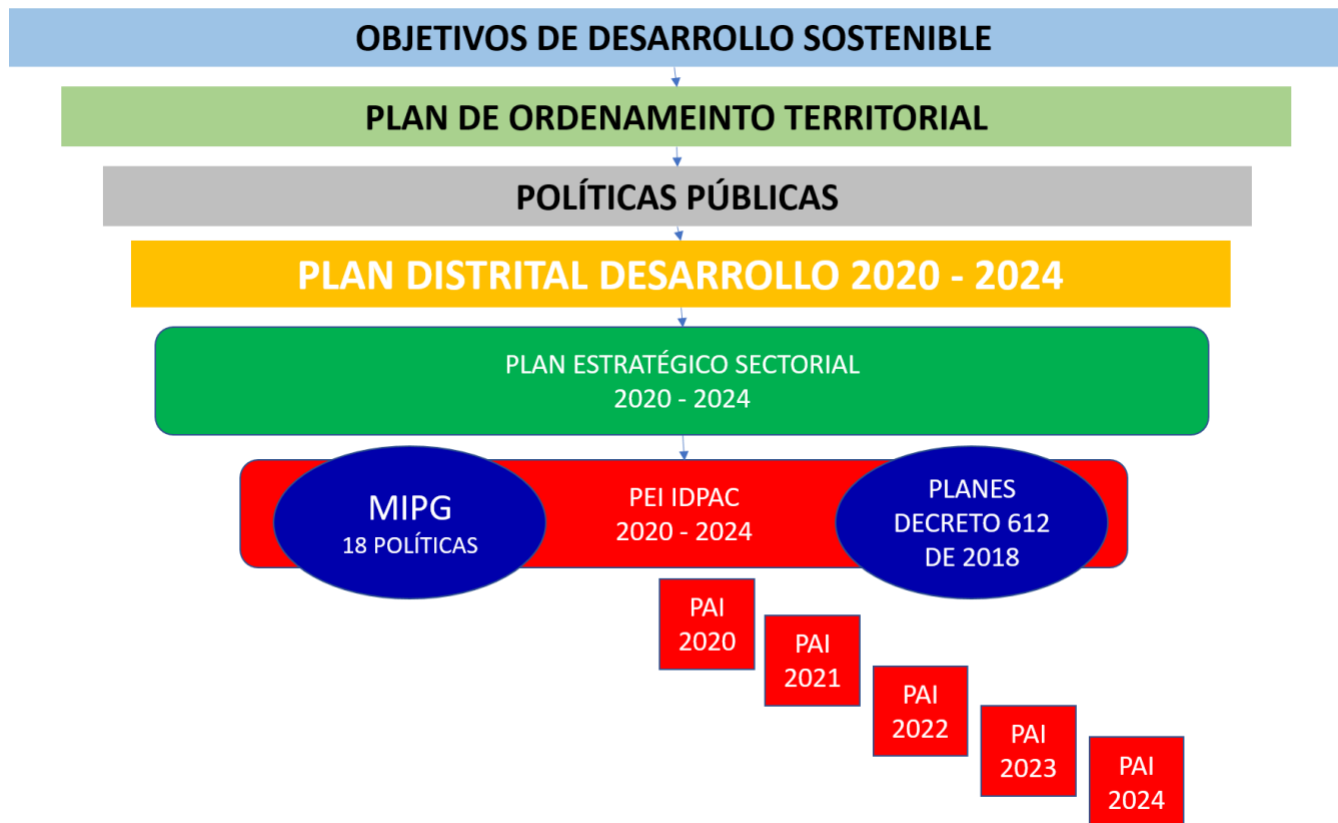 OBJETIVOS DE DESARROLLO SOSTENIBLE
PLAN DE ORDENAMEINTO TERRITORIAL
POLÍTICAS PÚBLICAS
PLAN DISTRITAL DESARROLLO 2020 - 2024
PLAN ESTRATÉGICO SECTORIAL
2020 - 2024
MIPG
18 POLÍTICAS
PEI IDPAC
2020 - 2024
PLANES
DECRETO 612
DE 2018
PAI
2020
PAI
2021
PAI
2022
PAI
2023
PAI
2024